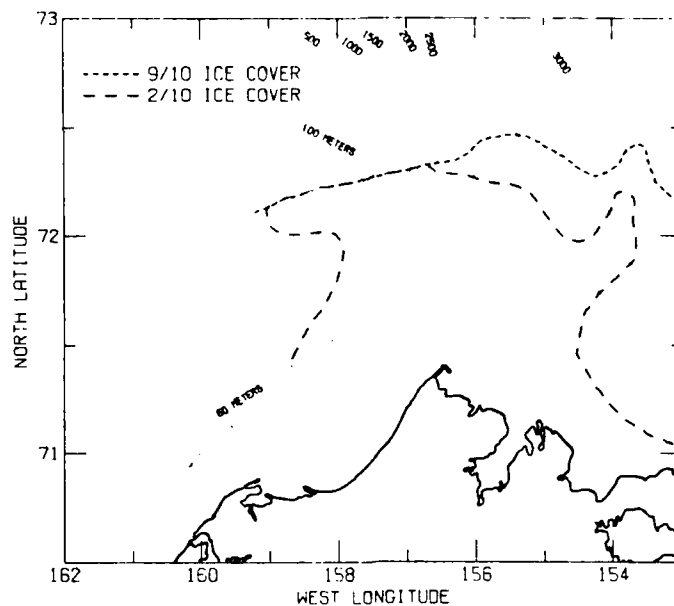 73
500
1000
1500
2000
2500
3000
9/10 ICE COVER
2/10 ICE COVER
100 METERS
72
NORTH LATITUDE
60 METERS
71
162
160
158
156
154
WEST LONGITUDE